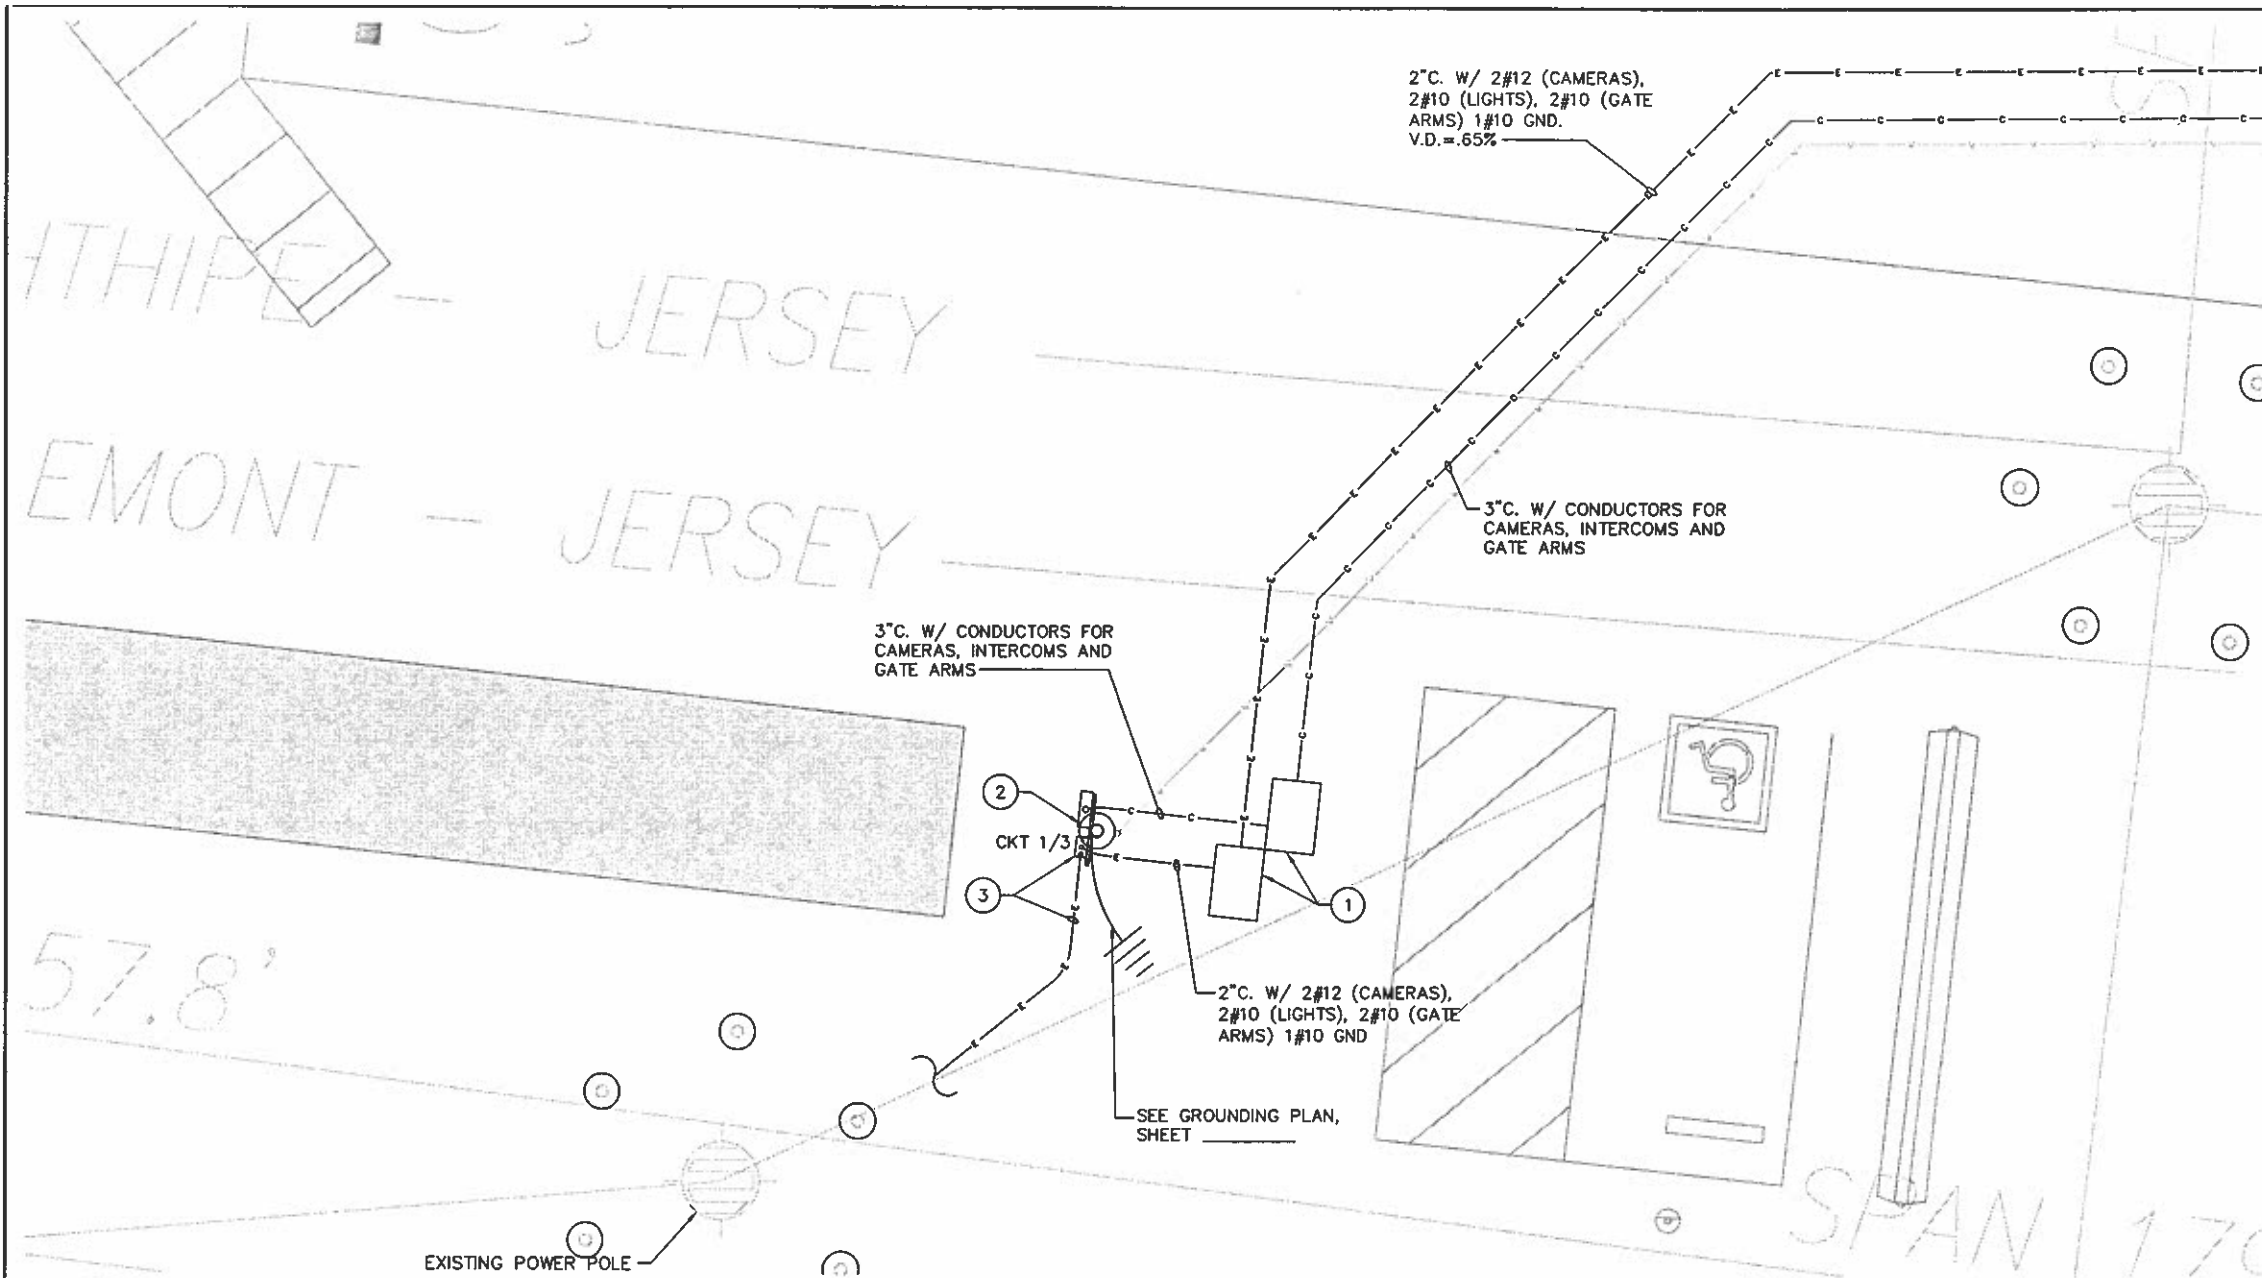 2"C. W/ 2#12 (CAMERAS),
2#10 (LIGHTS), 2#10 (GATE
ARMS) 1#10 GND.
V.D.=.65%
JERSEY
EMONT - JERSEY
3"C. W/ CONDUCTORS FOR
CAMERAS, INTERCOMS AND
GATE ARMS
3"C. W/ CONDUCTORS FOR
CAMERAS, INTERCOMS AND
GATE ARMS
2
CKT 1/3
3
1
57.8'
2"C. W/ 2#12 (CAMERAS),
2#10 (LIGHTS), 2#10 (GATE
ARMS) 1#10 GND
SEE GROUNDING PLAN,
SHEET
EXISTING POWER POLE
SPAN